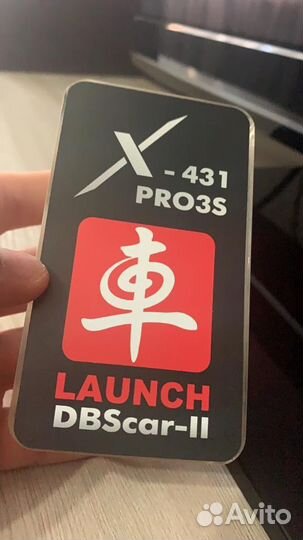 X - 431
PRO3S
車
LAUNCH
DBScar-II
Avito